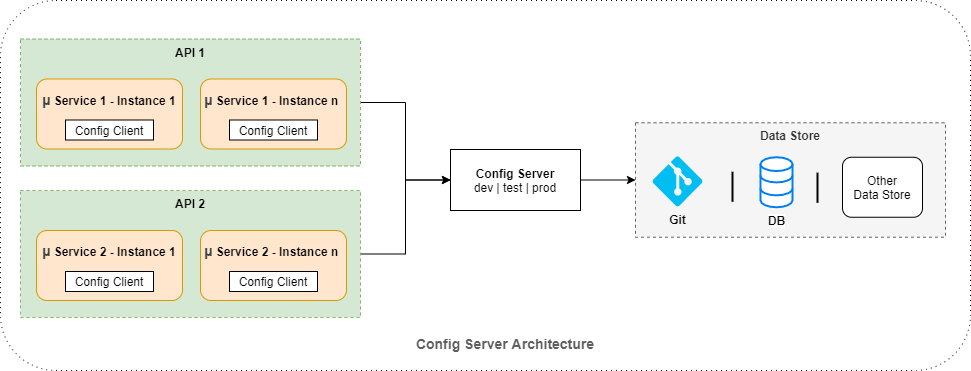 API 1
µ Service 1 - Instance 1
Config Client
µ Service 1 - Instance n
Config Client
API 2
µ Service 2 - Instance 1
Config Client
µ Service 2 - Instance n
Config Client
Config Server
dev | test | prod
Data Store
Git
|
DB
|
Other
Data Store
Config Server Architecture